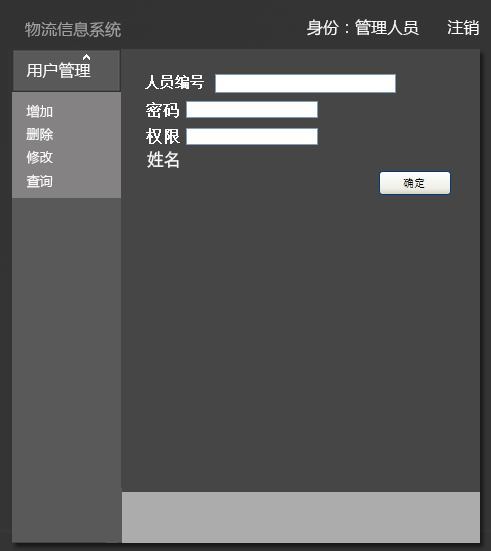 物流信息系统
身份：管理人员 注销
用户管理
增加
删除
修改
查询
人员编号
密码
权限
姓名
确定